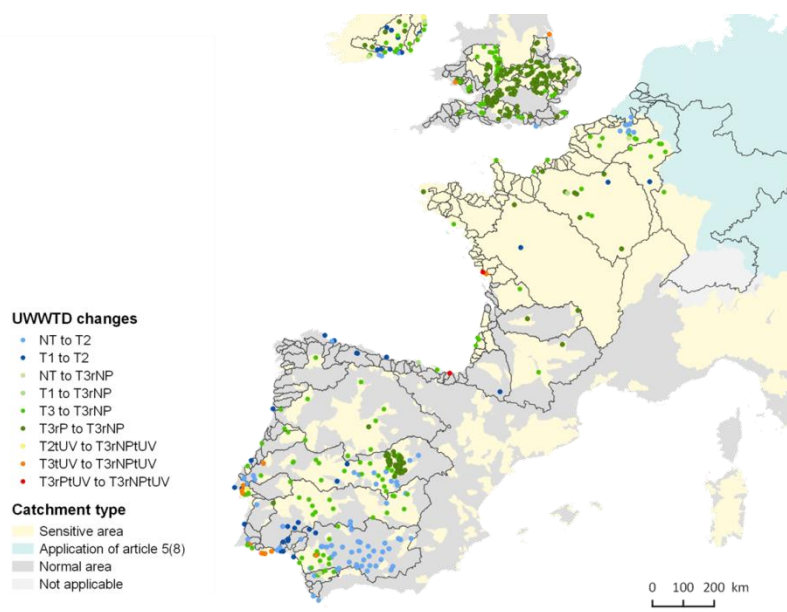 UWWTD changes
NT to T2
T1 to T2
NT to T3rNP
T1 to T3rNP
T3 to T3rNP
T3rP to T3rNP
T2tUV to T3rNPtUV
T3tUV to T3rNPtUV
T3rPtUV to T3rNPtUV
Catchment type
Sensitive area
Application of article 5(8)
Normal area
Not applicable
0 100 200 km